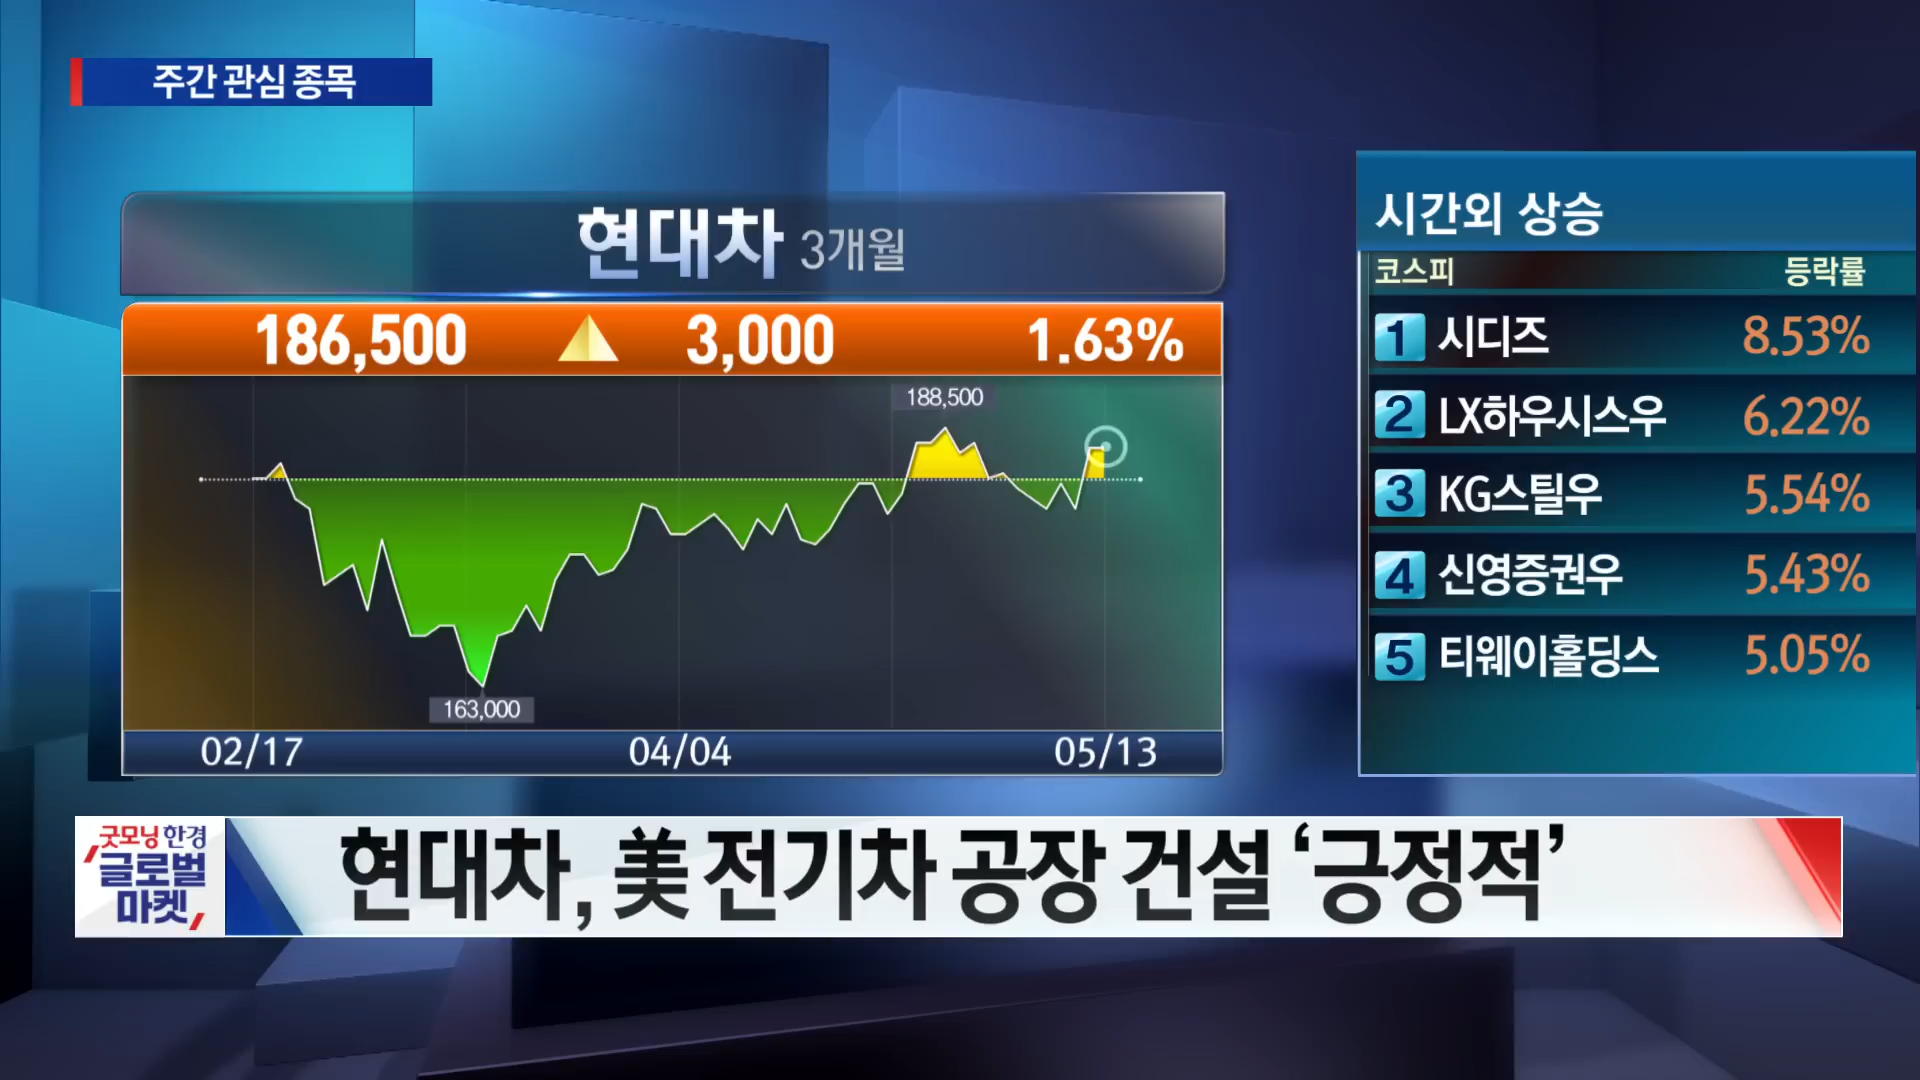 주간 관심 종목
현대차 3개월
186,500 ▲ 3,000 1.63%
188,500
163,000
02/17 04/04 05/13
시간외 상승
코스피 등락률
1 시디즈 8.53%
2 LX하우시스우 6.22%
3 KG스틸우 5.54%
4 신영증권우 5.43%
5 티웨이홀딩스 5.05%
굿모닝 한경
글로벌
마켓
현대차, 美 전기차 공장 건설 ‘긍정적’